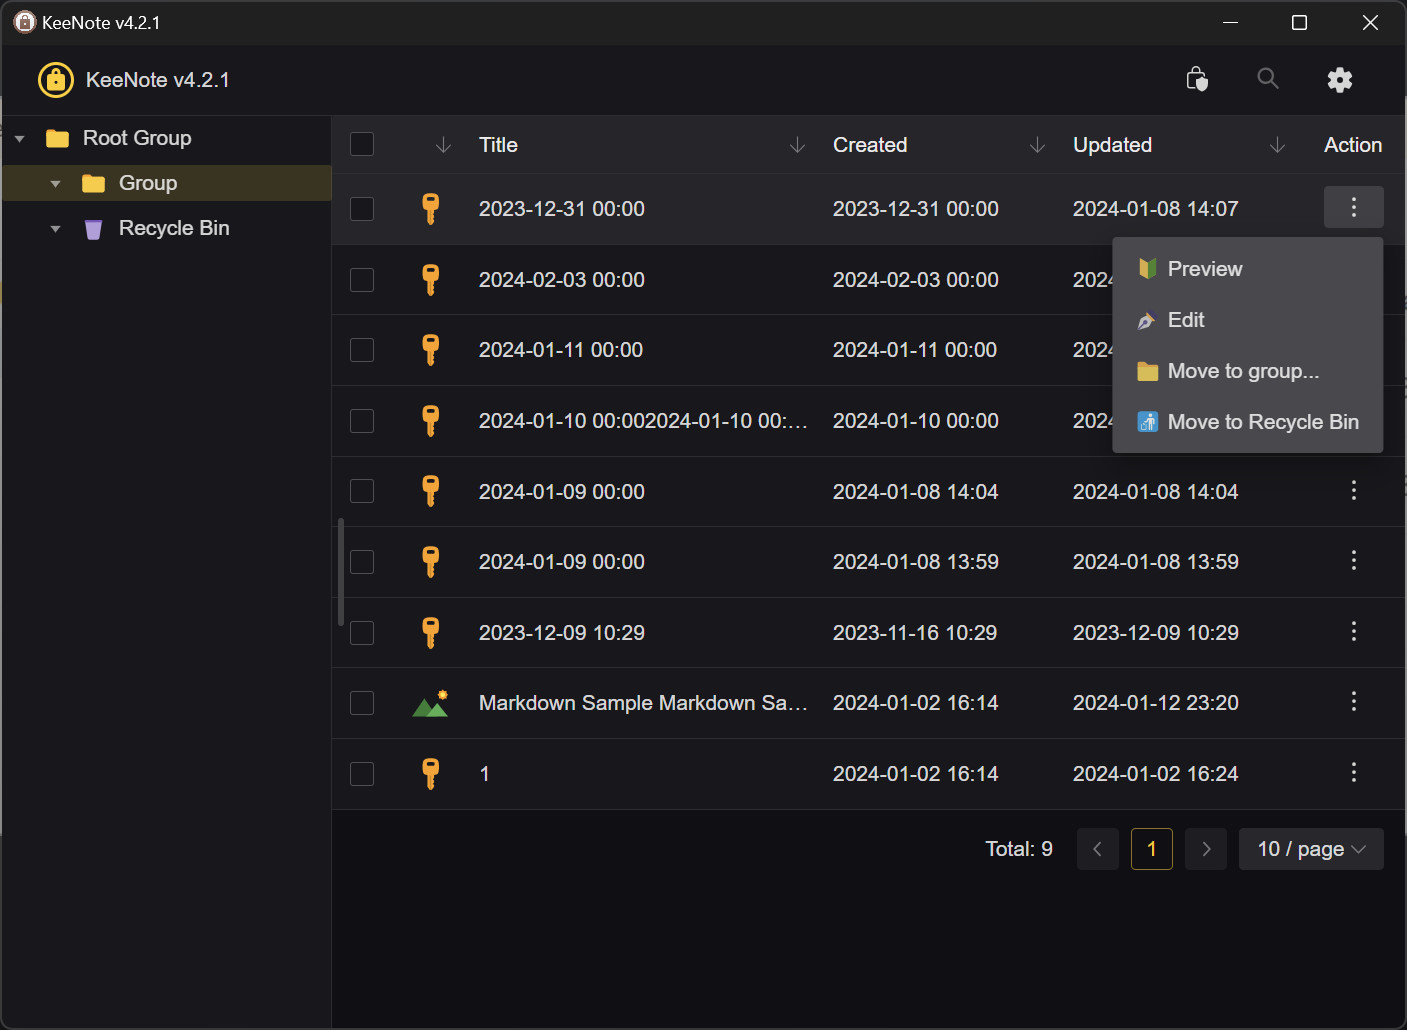 KeeNote v4.2.1
KeeNote v4.2.1
Root Group
Group
Recycle Bin
Title Created Updated Action
2023-12-31 00:00 2023-12-31 00:00 2024-01-08 14:07
2024-02-03 00:00 2024-02-03 00:00 202
2024-01-11 00:00 2024-01-11 00:00 202
2024-01-10 00:002024-01-10 00:... 2024-01-10 00:00 202
2024-01-09 00:00 2024-01-08 14:04 2024-01-08 14:04
2024-01-09 00:00 2024-01-08 13:59 2024-01-08 13:59
2023-12-09 10:29 2023-11-16 10:29 2023-12-09 10:29
Markdown Sample Markdown Sa... 2024-01-02 16:14 2024-01-12 23:20
1 2024-01-02 16:14 2024-01-02 16:24
Preview
Edit
Move to group...
Move to Recycle Bin
Total: 9 1 10 / page